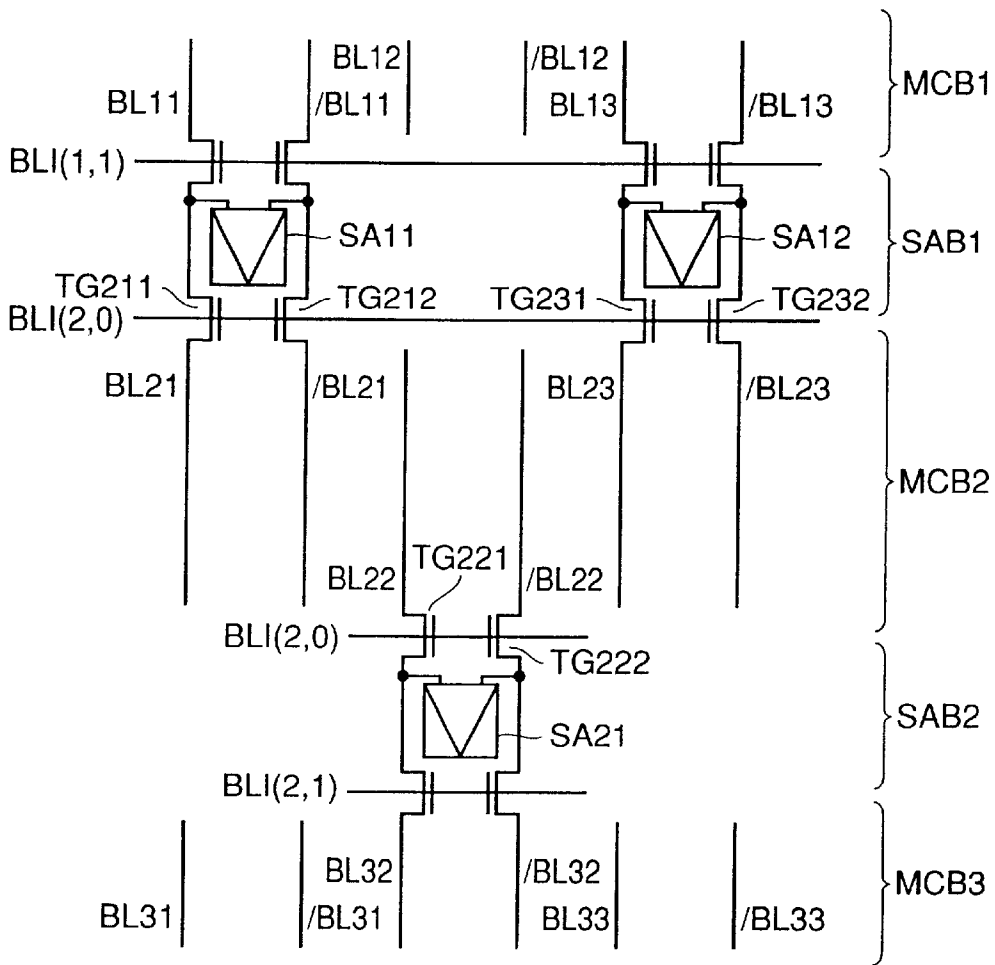 BL12
/BL12
MCB1
BL11
/BL11
BL13
/BL13
BLI(1,1)
SA11
SA12
SAB1
TG211
TG212
TG231
TG232
BLI(2,0)
BL21
/BL21
BL23
/BL23
MCB2
TG221
BL22
/BL22
BLI(2,0)
TG222
SA21
SAB2
BLI(2,1)
BL32
/BL32
MCB3
BL31
/BL31
BL33
/BL33